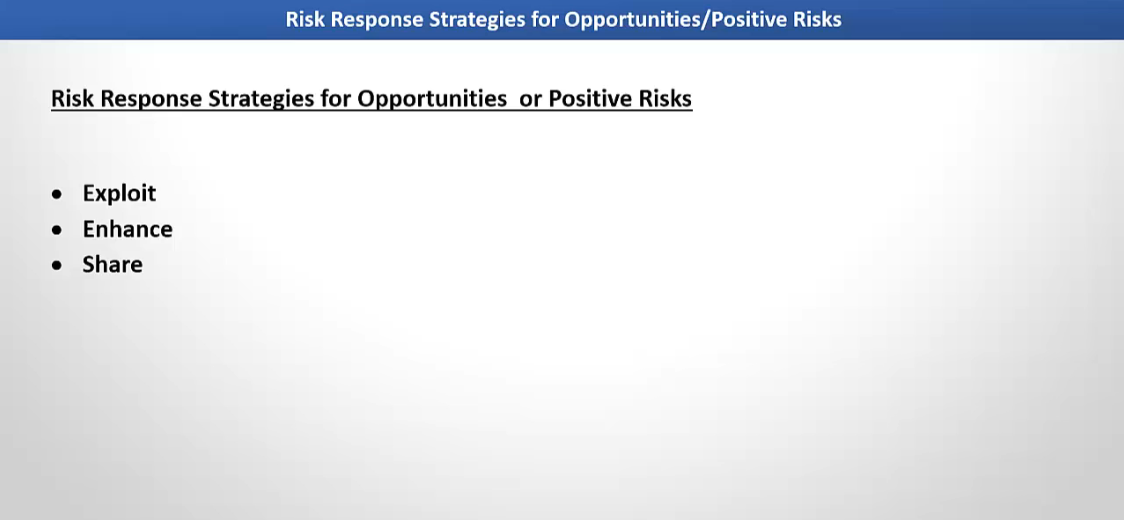 Risk Response Strategies for Opportunities/Positive Risks
Risk Response Strategies for Opportunities or Positive Risks
• Exploit
• Enhance
• Share